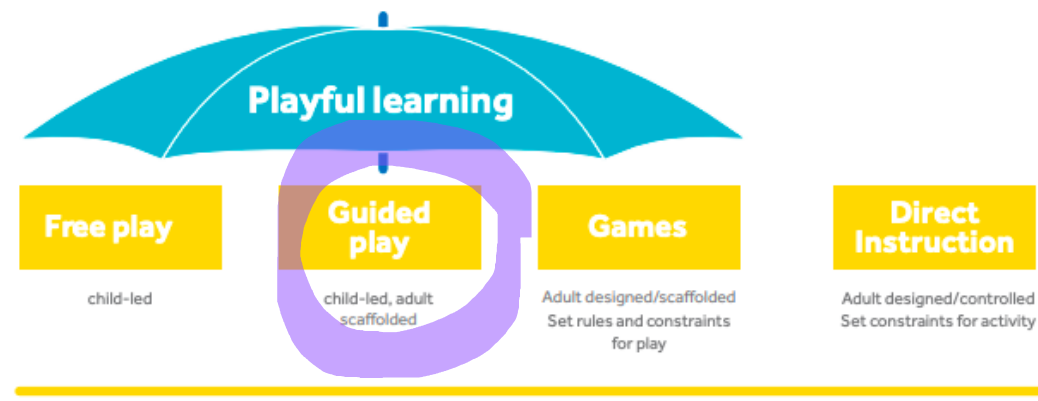 Playful learning
Free play
Guided
play
Games
Direct
Instruction
child-led
child-led, adult
scaffolded
Adult designed/scaffolded
Set rules and constraints
for play
Adult designed/controlled
Set constraints for activity